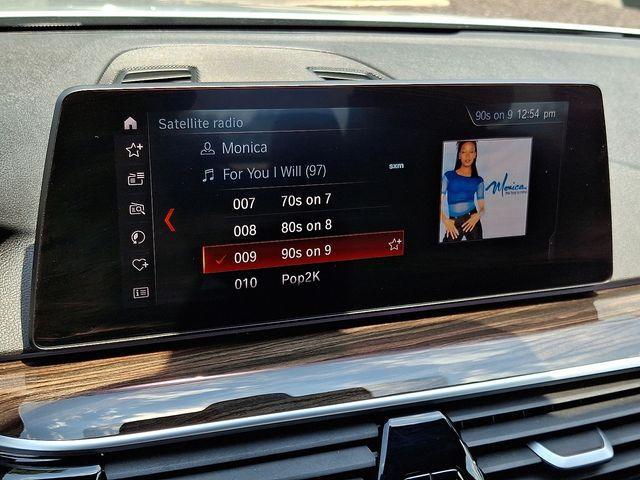 Satellite radio
90s on 9 12:54 pm
Monica
For You I Will (97)
sxm
007 70s on 7
008 80s on 8
009 90s on 9
010 Pop2K
Monica